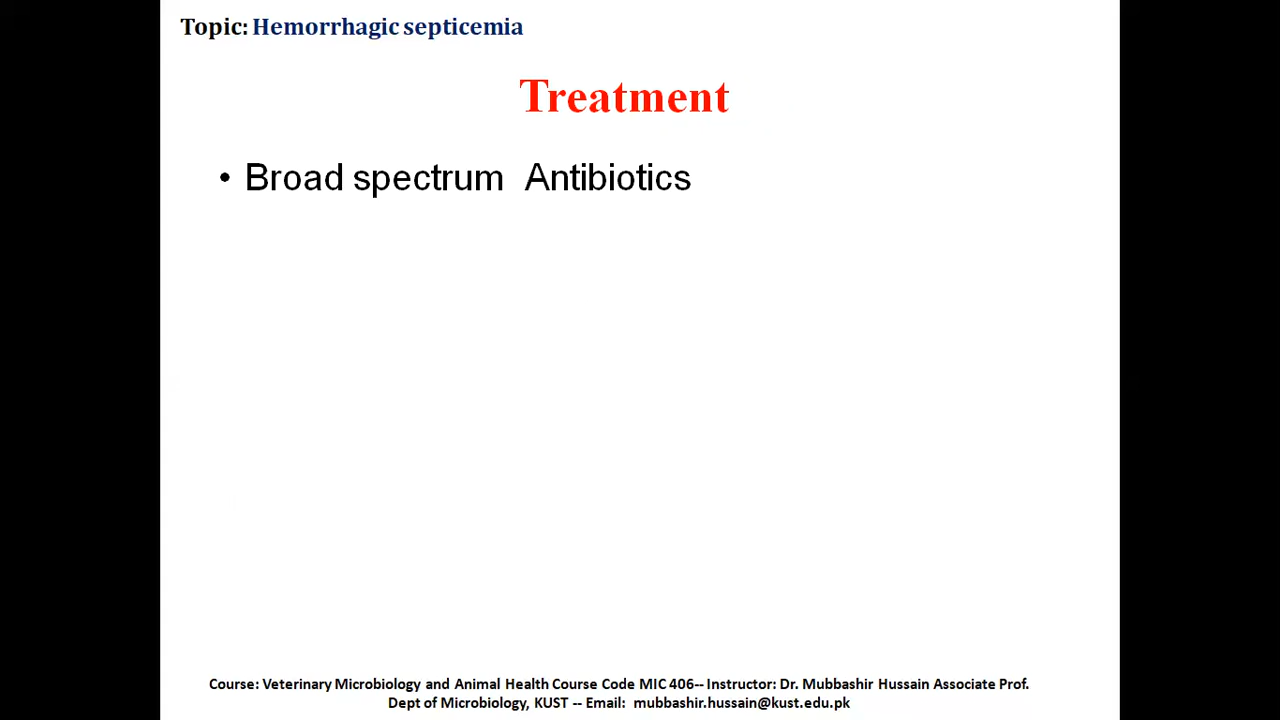 Topic: Hemorrhagic septicemia
Treatment
• Broad spectrum  Antibiotics
Course: Veterinary Microbiology and Animal Health Course Code MIC 406-- Instructor: Dr. Mubbashir Hussain Associate Prof.
Dept of Microbiology, KUST -- Email:  mubbashir.hussain@kust.edu.pk